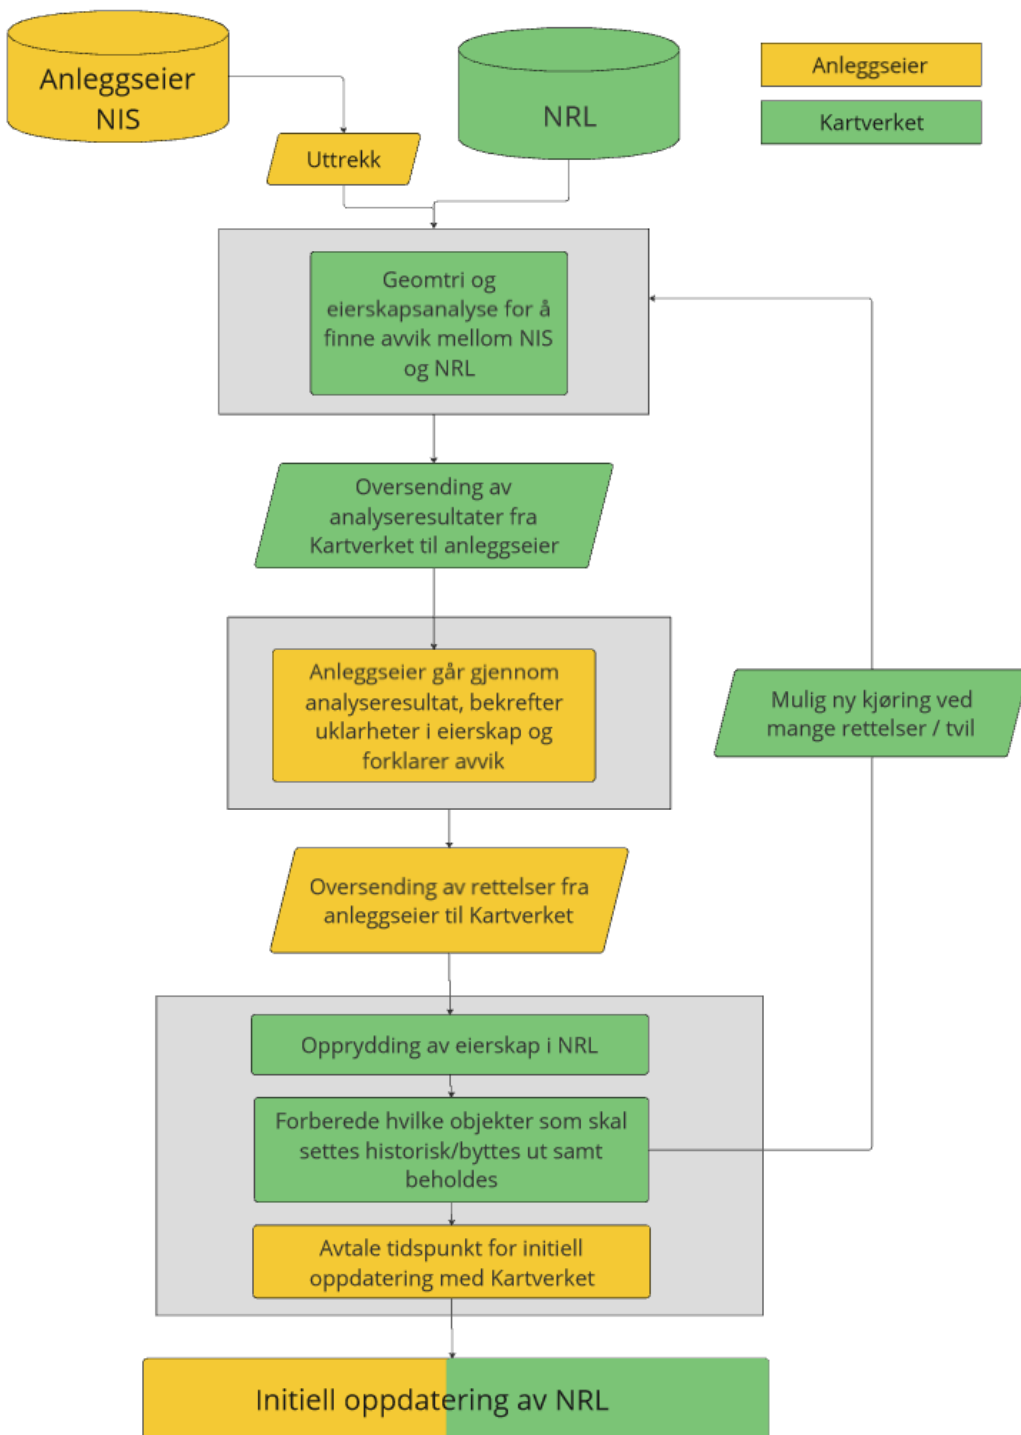 Anleggseier
NIS
NRL
Anleggseier
Kartverket
Uttrekk
Geomtri og
eierskapsanalyse for å
finne avvik mellom NIS
og NRL
Oversending av
analyseresultater fra
Kartverket til anleggseier
Anleggseier går gjennom
analyseresultat, bekrefter
uklarheter i eierskap og
forklarer avvik
Mulig ny kjøring ved
mange rettelser / tvil
Oversending av rettelser fra
anleggseier til Kartverket
Opprydding av eierskap i NRL
Forberede hvilke objekter som skal
settes historisk/byttes ut samt
beholdes
Avtale tidspunkt for initiell
oppdatering med Kartverket
Initiell oppdatering av NRL